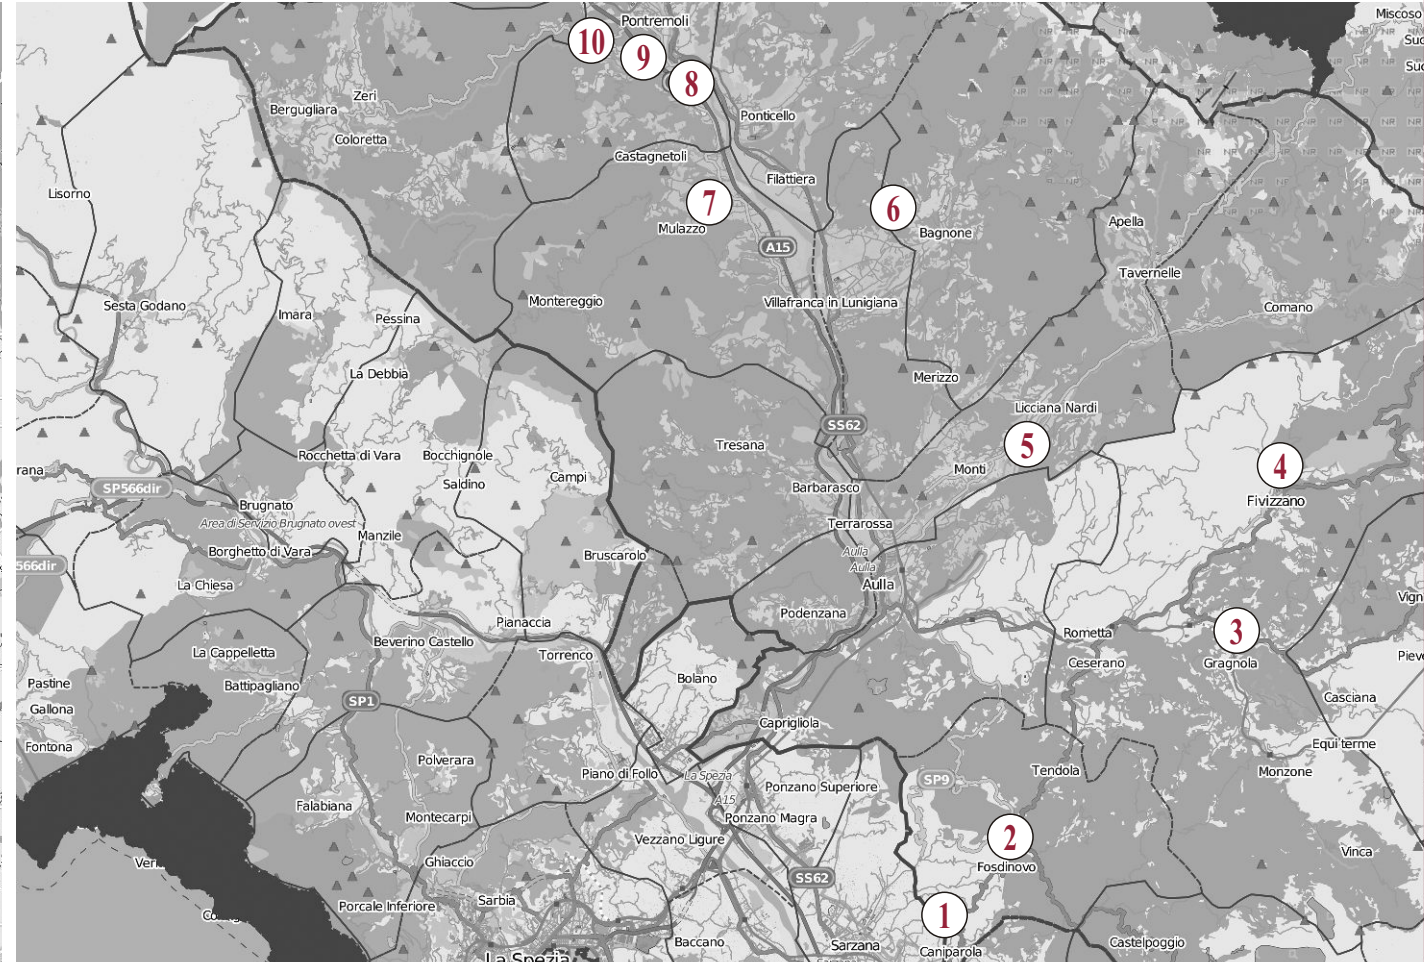 Pontremoli
Miscoso
10
9
8
Zeri
Bergugliara
Coloretta
Ponticello
Castagnetoli
Filattiera
Lisorno
7
6
Mulazzo
Bagnone
Apella
A15
Tavernelle
Montereggio
Villafranca in Lunigiana
Comano
Sesta Godano
Imara
Pessina
La Debbia
Merizzo
Licciana Nardi
SS62
5
Tresana
Rocchetta di Vara
Bocchignole
Saldino
Campi
Monti
4
rana
SP566dir
Barbarasco
Fivizzano
Brugnato
Area di Servizio Brugnato ovest
Terrarossa
Manzile
Borghetto di Vara
Bruscarolo
Aulla
Aulla
566dir
La Chiesa
Aulla
Vign
Podenzana
Pianaccia
Beverino Castello
Rometta
3
La Cappelletta
Torrenco
Ceserano
Gragnola
Pieve
Pastine
Battipagliano
Bolano
Casciana
Gallona
SP1
Caprigliola
Fontona
Equi terme
Polverara
Piano di Follo
La Spezia
SP9
Tendola
Monzone
A15
Ponzano Superiore
Falabiana
Montecarpi
Ponzano Magra
Vezzano Ligure
2
Vinca
Ghiaccio
Fosdinovo
SS62
Sarbia
Porcale Inferiore
1
Baccano
Sarzana
Caniparola
Castelpoggio
La Spezia